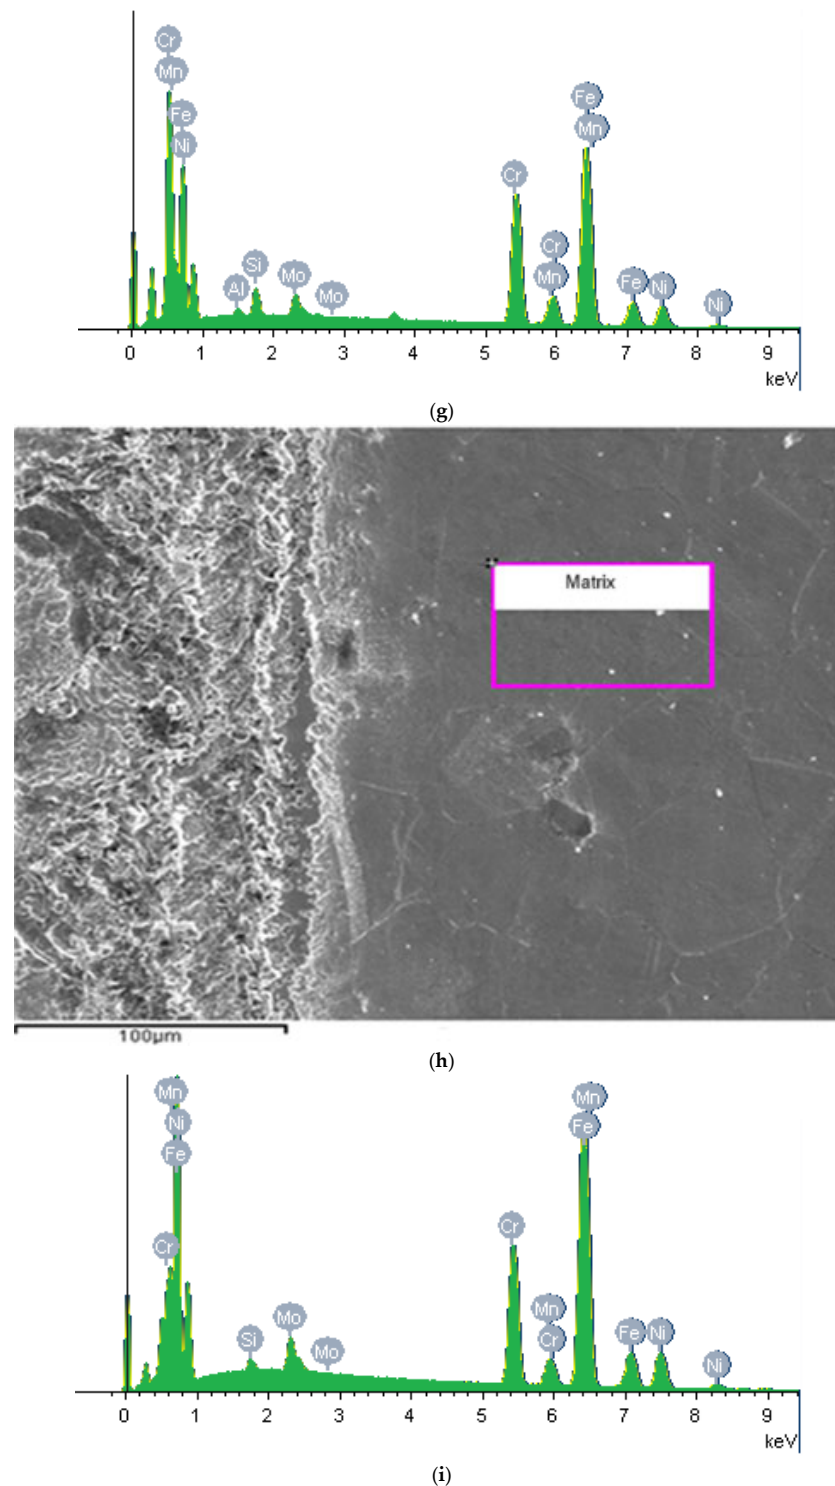 Cr
Mn
Fe
Ni
Al
Si
Mo
Mo
Cr
Cr
Mn
Fe
Mn
Fe
Ni
Ni
0 1 2 3 4 5 6 7 8 9
keV
(g)
Matrix
100µm
(h)
Mn
Ni
Fe
Cr
Si
Mo
Mo
Cr
Mn
Cr
Mn
Fe
Fe
Ni
Ni
0 1 2 3 4 5 6 7 8 9
keV
(i)